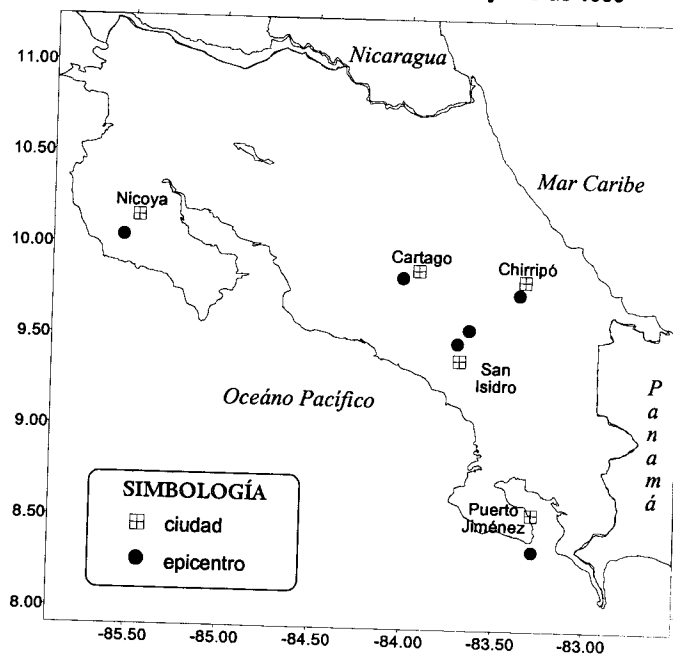 11.00
10.50
10.00
9.50
9.00
8.50
8.00
-85.50
-85.00
-84.50
-84.00
-83.50
-83.00
Nicaragua
Mar Caribe
Nicoya
Cartago
Chirripó
San
Isidro
Oceáno Pacífico
P
a
n
a
m
á
Puerto
Jiménez
SIMBOLOGÍA
ciudad
epicentro